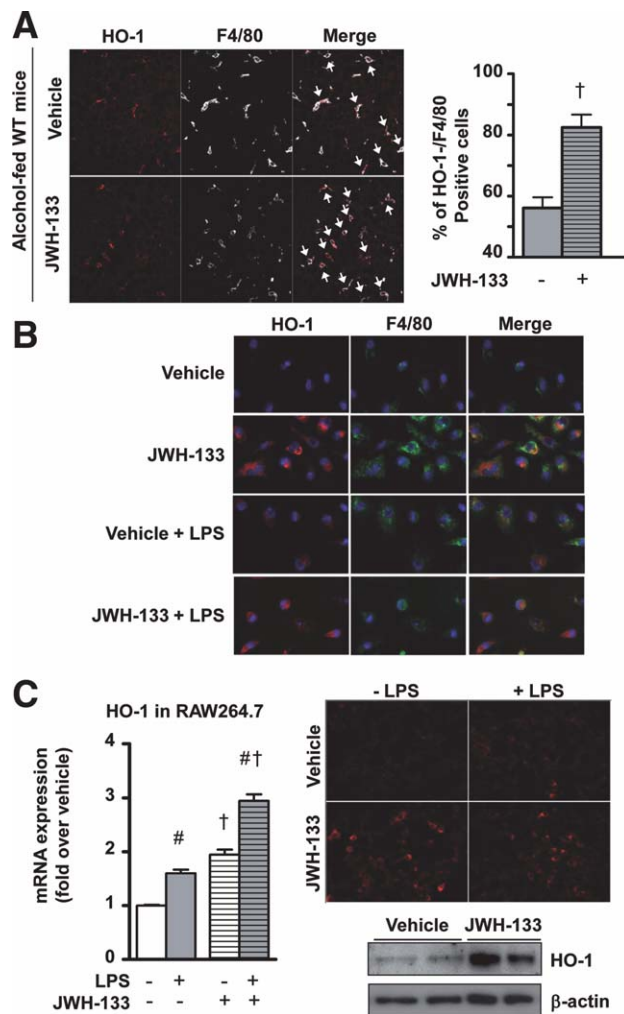 A
HO-1 F4/80 Merge
Alcohol-fed WT mice
Vehicle
JWH-133
% of HO-1-/F4/80
Positive cells
100
80
60
40
†
JWH-133 - +
B
HO-1 F4/80 Merge
Vehicle
JWH-133
Vehicle + LPS
JWH-133 + LPS
C
HO-1 in RAW264.7
mRNA expression
(fold over vehicle)
4
3
2
1
0
#
†
#†
LPS - + - +
JWH-133 - - + +
- LPS + LPS
Vehicle
JWH-133
Vehicle JWH-133
HO-1
β-actin